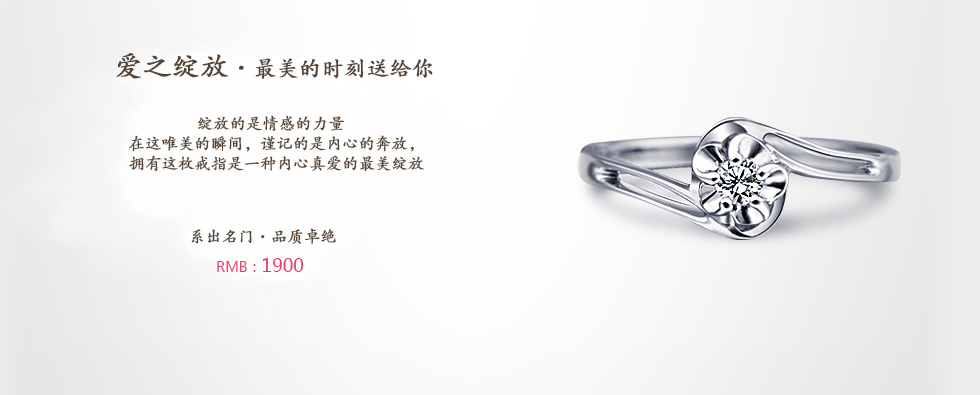 爱之绽放·最美的时刻送给你
绽放的是情感的力量
在这唯美的瞬间，谨记的是内心的奔放，
拥有这枚戒指是一种内心真爱的最美绽放
系出名门·品质卓绝
RMB：1900